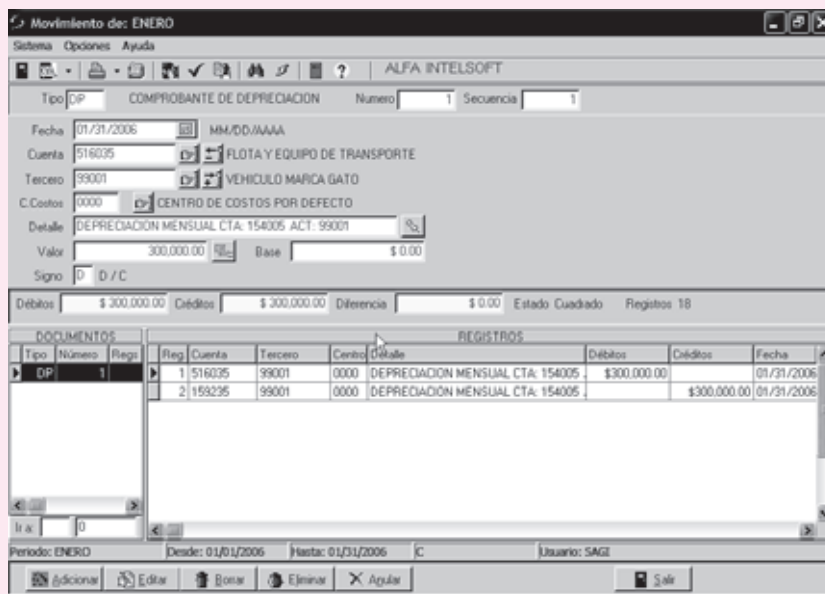 Movimiento de: ENERO
Sistema Opciones Ayuda
ALFA INTELSOFT
Tipo DP COMPROBANTE DE DEPRECIACION Numero 1 Secuencia 1
Fecha 01/31/2006 MM/DD/AAAA
Cuenta 516035 FLOTA Y EQUIPO DE TRANSPORTE
Tercero 99001 VEHICULO MARCA GATO
C.Costos 0000 CENTRO DE COSTOS POR DEFECTO
Detalle DEPRECIACION MENSUAL CTA: 154005 ACT: 99001
Valor 300,000.00 Base $ 0.00
Signo D D / C
Débitos $ 300,000.00 Créditos $ 300,000.00 Diferencia $ 0.00 Estado Cuadrado Registros 18
DOCUMENTOS REGISTROS
Tipo Número Regs Reg Cuenta Tercero Centro Detalle Débitos Créditos Fecha
DP 1 1 516035 99001 0000 DEPRECIACION MENSUAL CTA: 154005 . $300,000.00 01/31/2006
2 159235 99001 0000 DEPRECIACION MENSUAL CTA: 154005 . $300,000.00 01/31/2006
Ir a: 0
Periodo: ENERO Desde: 01/01/2006 Hasta: 01/31/2006 C Usuario: SAGI
Adicionar Editar Borrar Eliminar Anular Salir